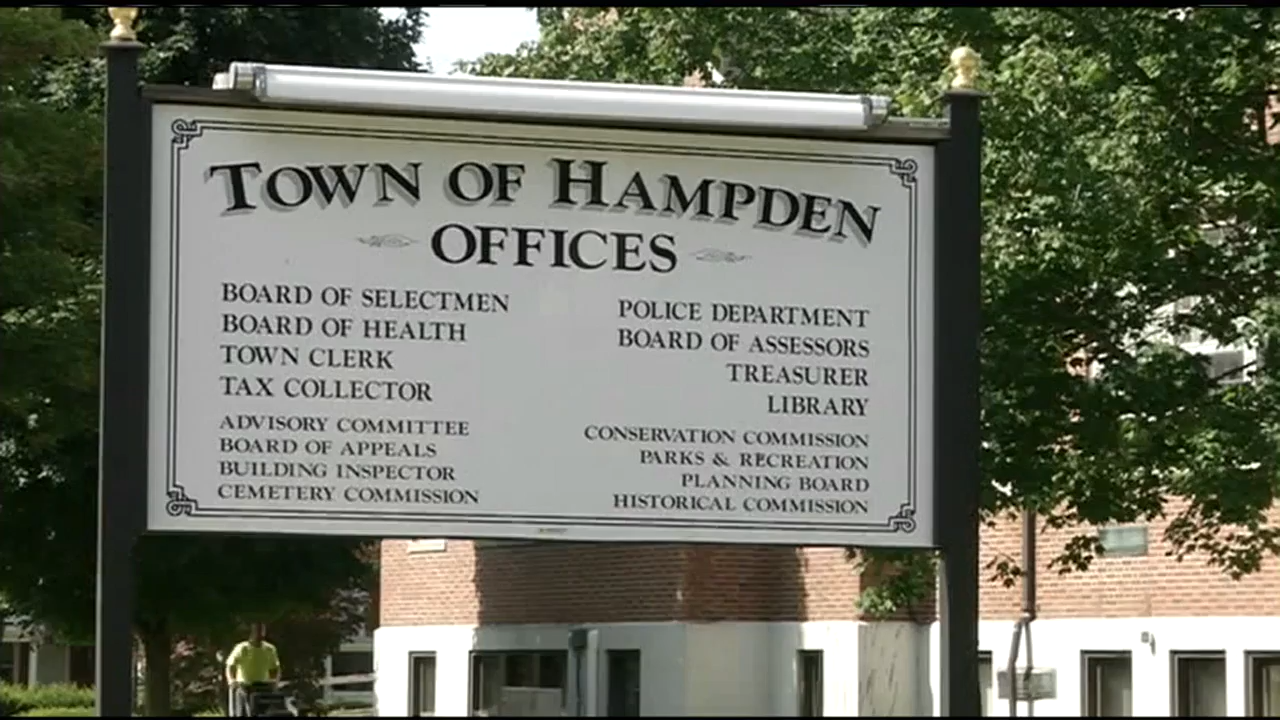 TOWN OF HAMPDEN
OFFICES
BOARD OF SELECTMEN
BOARD OF HEALTH
TOWN CLERK
TAX COLLECTOR
ADVISORY COMMITTEE
BOARD OF APPEALS
BUILDING INSPECTOR
CEMETERY COMMISSION
POLICE DEPARTMENT
BOARD OF ASSESSORS
TREASURER
LIBRARY
CONSERVATION COMMISSION
PARKS & RECREATION
PLANNING BOARD
HISTORICAL COMMISSION